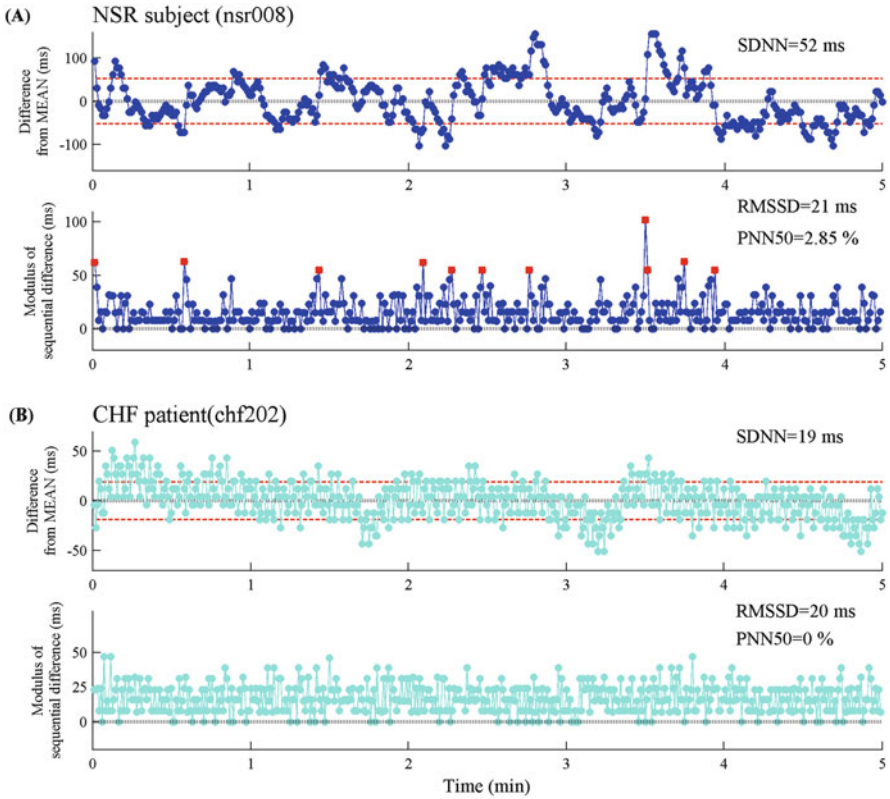 (A) NSR subject (nsr008)
SDNN=52 ms
Difference
from MEAN (ms)
100
0
-100
0 1 2 3 4 5
RMSSD=21 ms
PNN50=2.85 %
Modulus of
sequential difference (ms)
100
50
0
0 1 2 3 4 5
(B) CHF patient(chf202)
SDNN=19 ms
Difference
from MEAN (ms)
50
0
-50
0 1 2 3 4 5
RMSSD=20 ms
PNN50=0 %
Modulus of
sequential difference (ms)
75
50
25
0
0 1 2 3 4 5
Time (min)